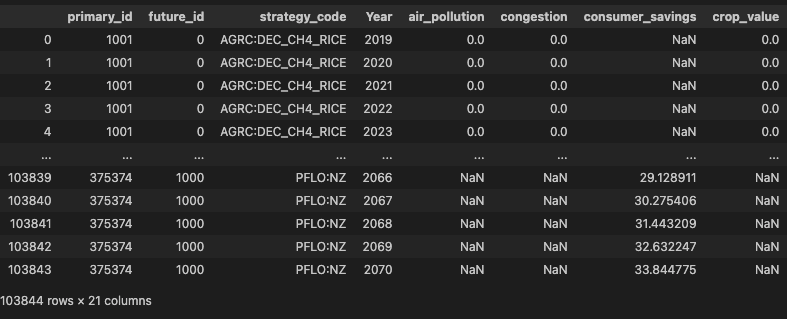 primary_id future_id strategy_code Year air_pollution congestion consumer_savings crop_value
0 1001 0 AGRC:DEC_CH4_RICE 2019 0.0 0.0 NaN 0.0
1 1001 0 AGRC:DEC_CH4_RICE 2020 0.0 0.0 NaN 0.0
2 1001 0 AGRC:DEC_CH4_RICE 2021 0.0 0.0 NaN 0.0
3 1001 0 AGRC:DEC_CH4_RICE 2022 0.0 0.0 NaN 0.0
4 1001 0 AGRC:DEC_CH4_RICE 2023 0.0 0.0 NaN 0.0
... ... ... ... ... ... ... ... ...
103839 375374 1000 PFLO:NZ 2066 NaN NaN 29.128911 NaN
103840 375374 1000 PFLO:NZ 2067 NaN NaN 30.275406 NaN
103841 375374 1000 PFLO:NZ 2068 NaN NaN 31.443209 NaN
103842 375374 1000 PFLO:NZ 2069 NaN NaN 32.632247 NaN
103843 375374 1000 PFLO:NZ 2070 NaN NaN 33.844775 NaN
103844 rows × 21 columns